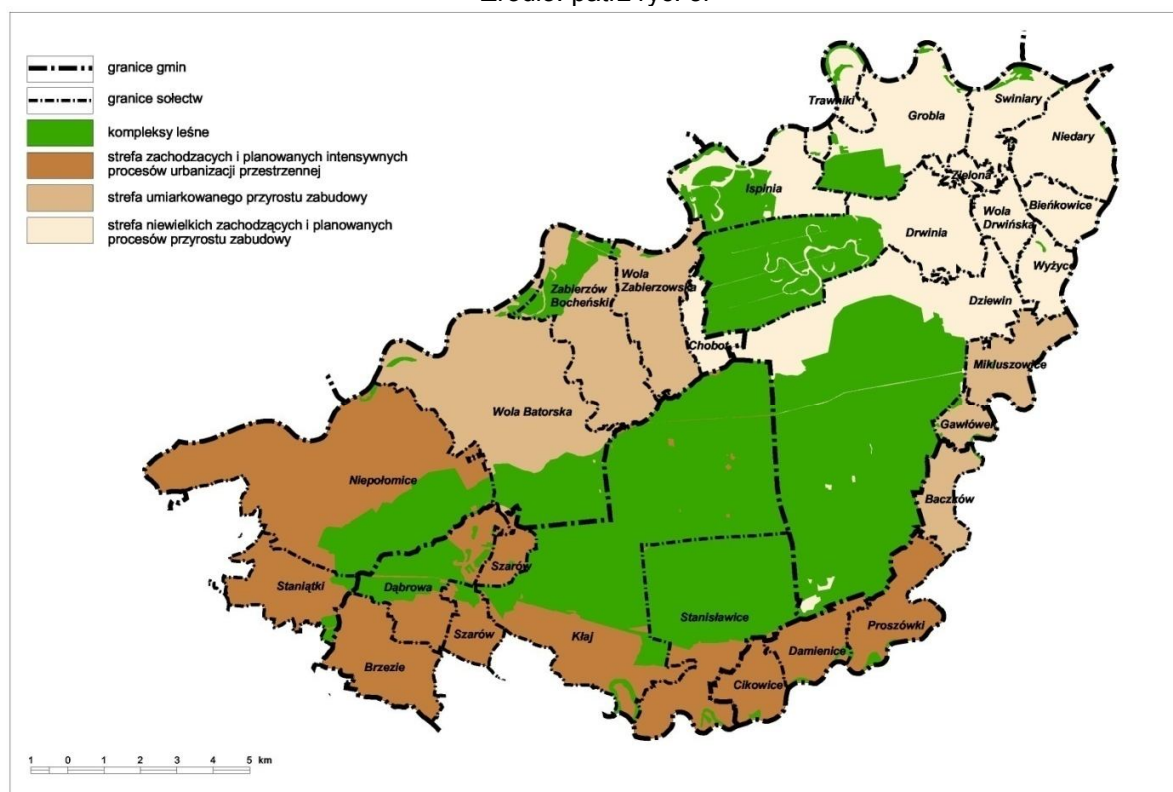 granice gmin
granice sołectw
kompleksy leśne
strefa zachodzacych i planowanych intensywnych
procesów urbanizacji przestrzennej
strefa umiarkowanego przyrostu zabudowy
strefa niewielkich zachodzących i planowanych
procesów przyrostu zabudowy
Trawniki
Grobla
Swiniary
Niedary
Zielona
Ispinia
Bieńkowice
Wola
Drwińska
Drwinia
Wyżyc
Zabierzów
Bocheński
Wola
Zabierzowska
Dziewin
Chobot
Mikluszowice
Wola Batorska
Gawłówek
Niepołomice
Baczków
Szarów
Staniątki
Dąbrowa
Stanisławice
Proszówki
Szarów
Kłaj
Damienice
Brzezie
Cikowice
1 0 1 2 3 4 5 km